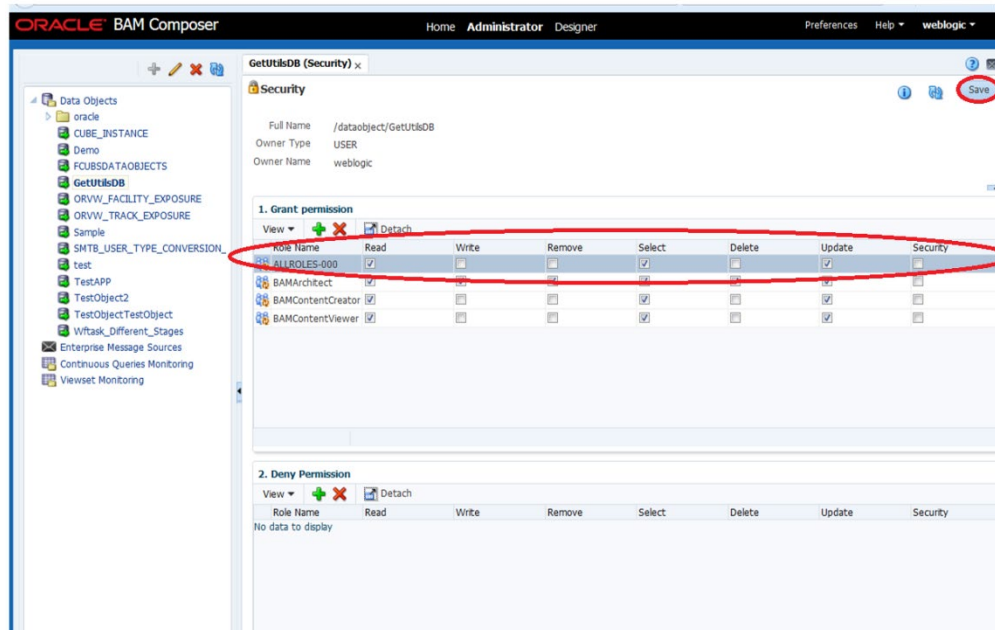 ORACLE BAM Composer Home Administrator Designer Preferences Help weblogic
GetUtilsDB (Security) x
Security
Save
Full Name /dataobject/GetUtilsDB
Owner Type USER
Owner Name weblogic
Data Objects
oracle
CUBE_INSTANCE
Demo
FCUBSDATAOBJECTS
GetUtilsDB
ORVW_FACILITY_EXPOSURE
ORVW_TRACK_EXPOSURE
Sample
SMTB_USER_TYPE_CONVERSION_
test
TestAPP
TestObject2
TestObjectTestObject
Wftask_Different_Stages
Enterprise Message Sources
Continuous Queries Monitoring
Viewset Monitoring
1. Grant permission
View Detach
Role Name Read Write Remove Select Delete Update Security
ALLROLES-000
BAMArchitect
BAMContentCreator
BAMContentViewer
2. Deny Permission
View Detach
Role Name Read Write Remove Select Delete Update Security
No data to display